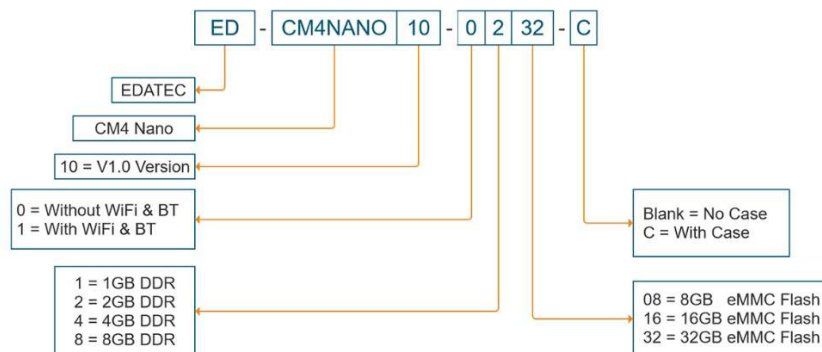 ED - CM4NANO 10 - 0 2 32 - C
EDATEC
CM4 Nano
10 = V1.0 Version
0 = Without WiFi & BT
1 = With WiFi & BT
Blank = No Case
C = With Case
1 = 1GB DDR
2 = 2GB DDR
4 = 4GB DDR
8 = 8GB DDR
08 = 8GB eMMC Flash
16 = 16GB eMMC Flash
32 = 32GB eMMC Flash